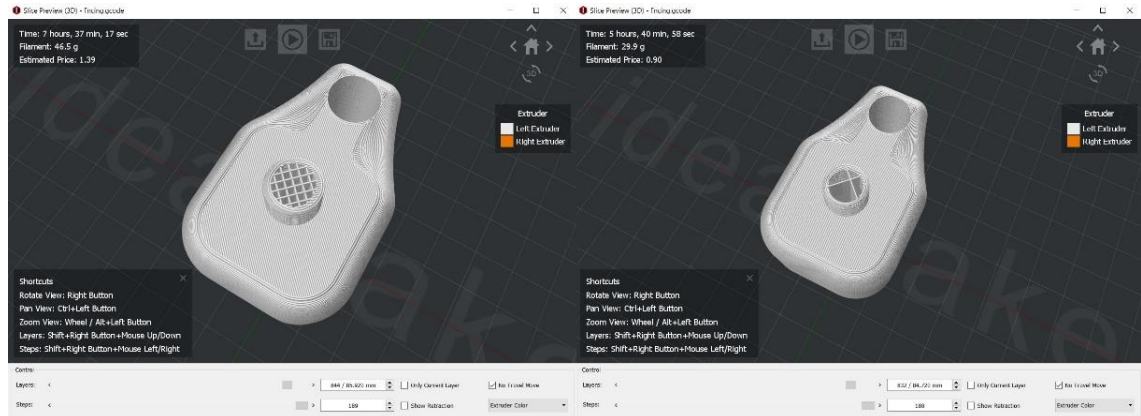 Slice Preview (3D) - Tricing gcode
Time: 7 hours, 37 min, 17 sec
Filament: 46.5 g
Estimated Price: 1.39
3D
Extruder
Left Extruder
Right Extruder
Shortcuts
Rotate View: Right Button
Pan View: Ctrl+Left Button
Zoom View: Wheel / Alt+Left Button
Layers: Shift+Right Button+Mouse Up/Down
Steps: Shift+Right Button+Mouse Left/Right
Control
Layers:
Only Current Layer
No Travel Move
Steps:
189
Show Retraction
Extruder Color
Slice Preview (3D) - Tricing gcode
Time: 5 hours, 40 min, 58 sec
Filament: 29.9 g
Estimated Price: 0.90
3D
Extruder
Left Extruder
Right Extruder
Shortcuts
Rotate View: Right Button
Pan View: Ctrl+Left Button
Zoom View: Wheel / Alt+Left Button
Layers: Shift+Right Button+Mouse Up/Down
Steps: Shift+Right Button+Mouse Left/Right
Control
Layers:
Only Current Layer
No Travel Move
Steps:
188
Show Retraction
Extruder Color